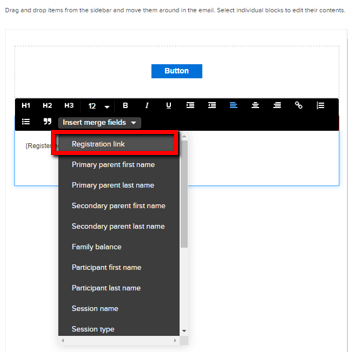 Drag and drop items from the sidebar and move them around in the email. Select individual blocks to edit their contents.
Button
H1 H2 H3 12 B I U
Insert merge fields
Registration link
Primary parent first name
Primary parent last name
Secondary parent first name
Secondary parent last name
Family balance
Participant first name
Participant last name
Session name
Session type